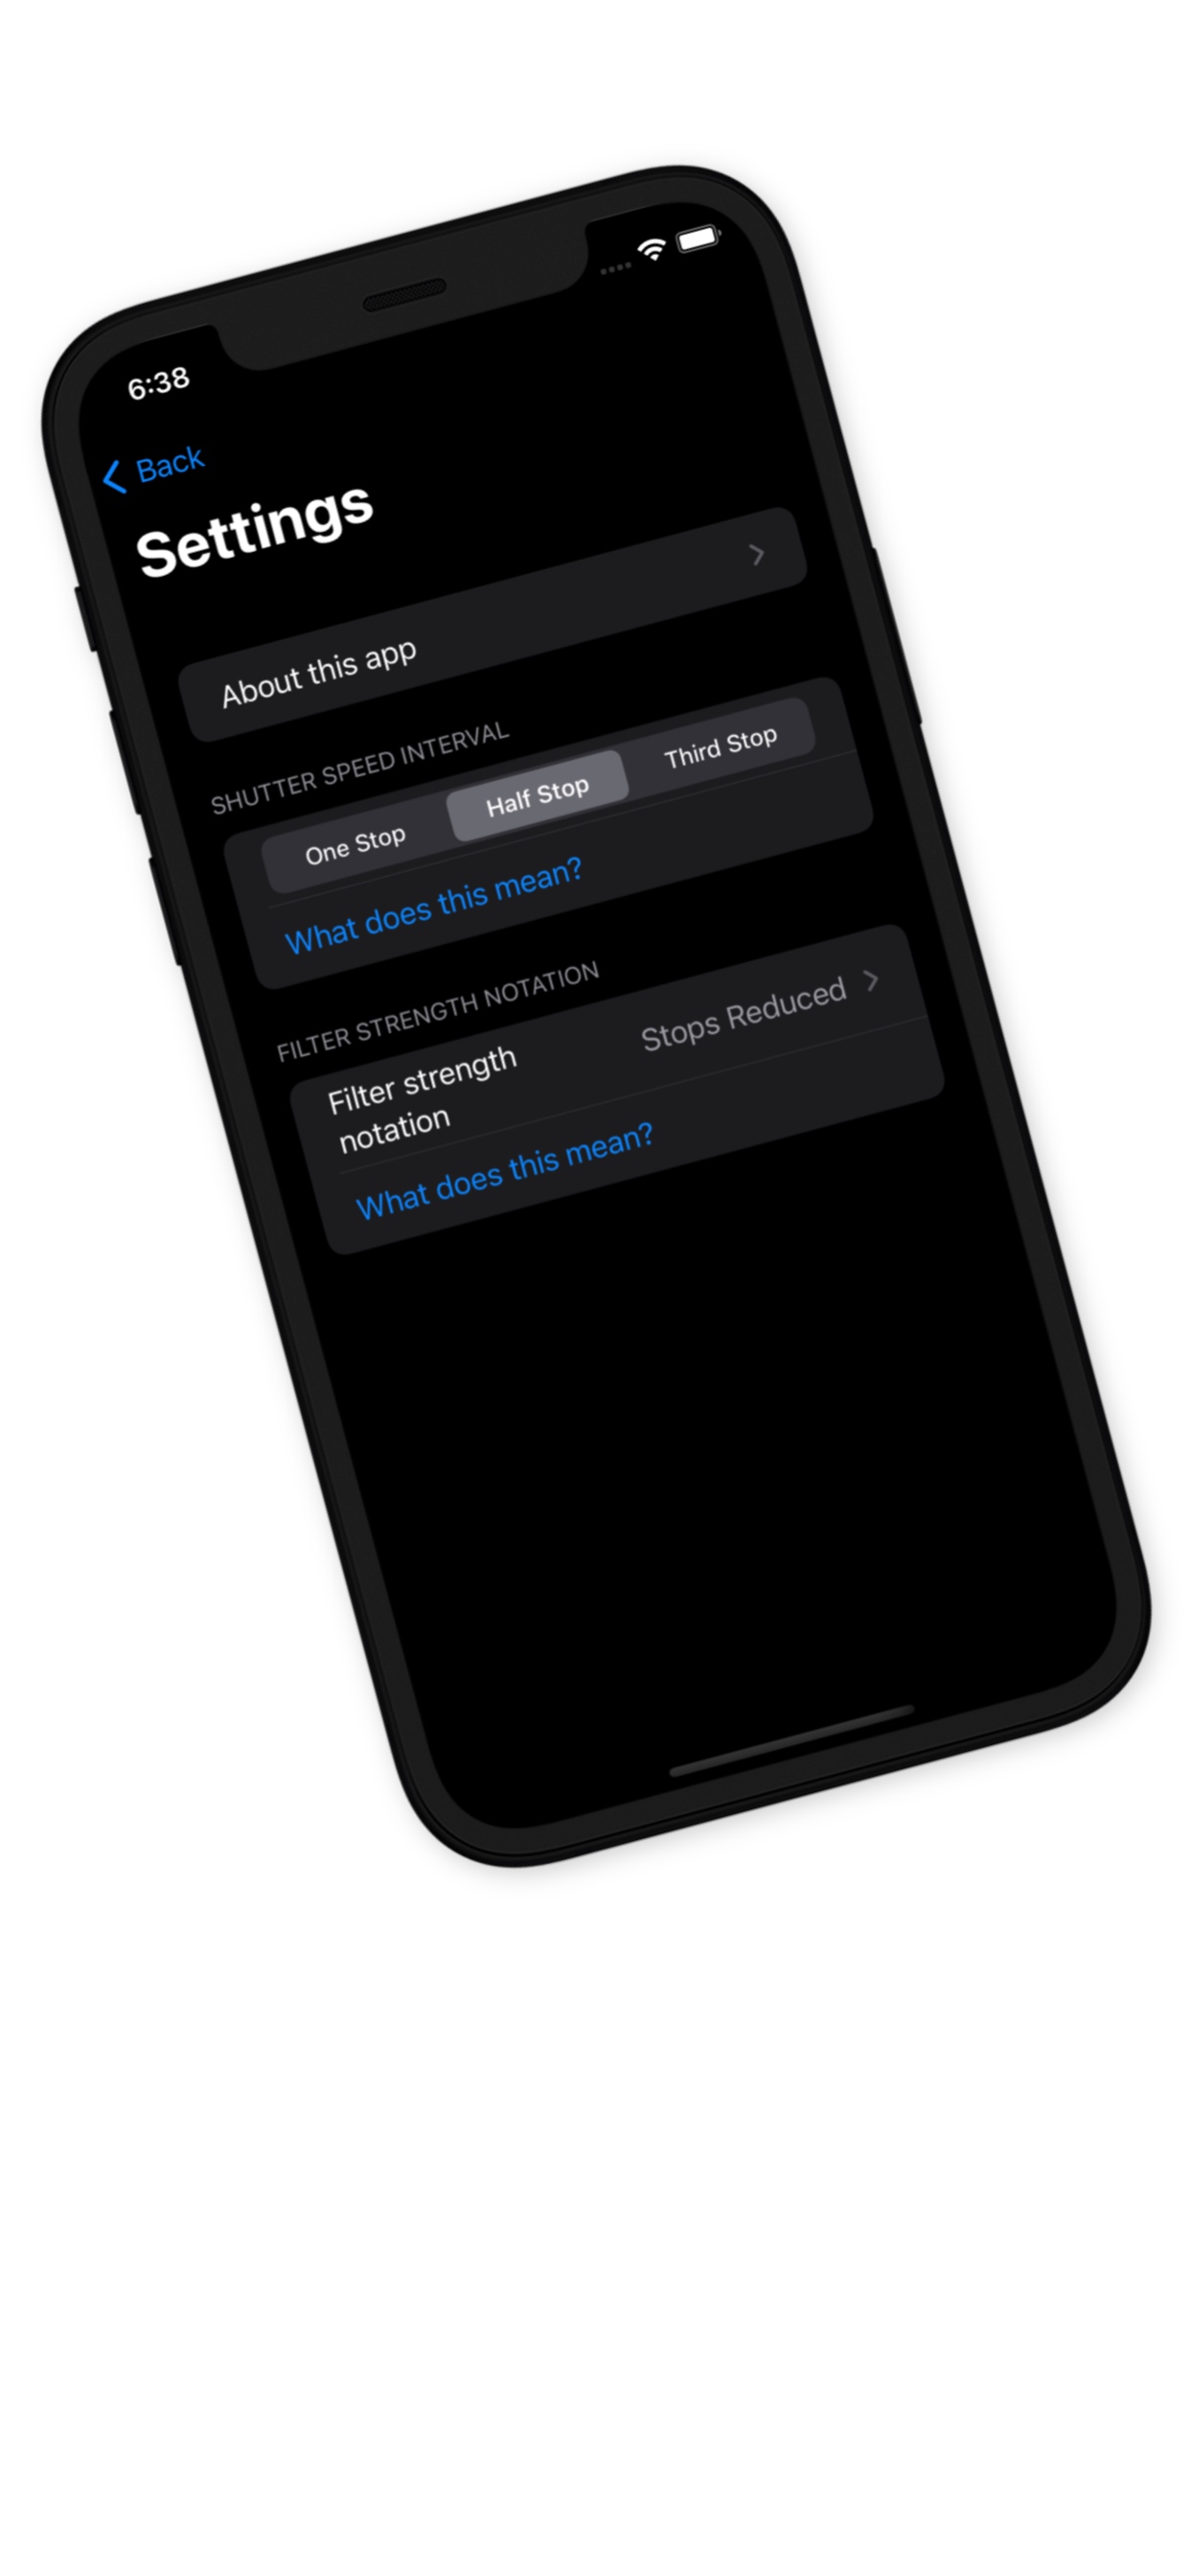 6:38
Back
Settings
About this app
SHUTTER SPEED INTERVAL
One Stop Half Stop Third Stop
What does this mean?
FILTER STRENGTH NOTATION
Filter strength
notation
Stops Reduced
What does this mean?